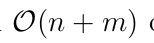 𝒪(n + m)